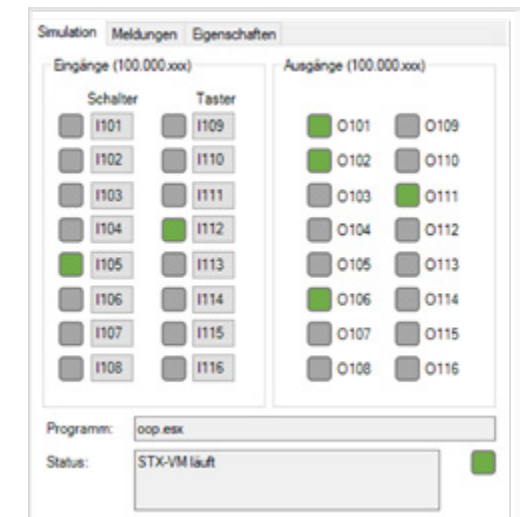 Simulation Meldungen Eigenschaften
Eingänge (100.000.xxx) Ausgänge (100.000.xxx)
Schalter Taster
I101 I109 O101 O109
I102 I110 O102 O110
I103 I111 O103 O111
I104 I112 O104 O112
I105 I113 O105 O113
I106 I114 O106 O114
I107 I115 O107 O115
I108 I116 O108 O116
Programm: oop.esx
Status: STX-VM läuft